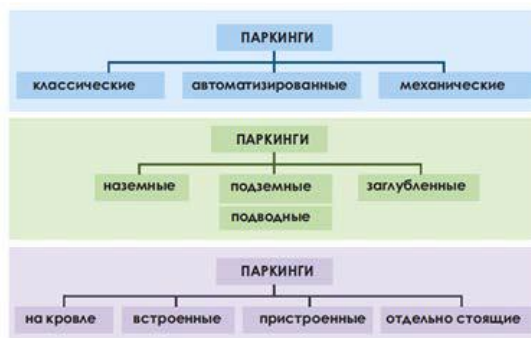 ПАРКИНГИ
классические автоматизированные механические
ПАРКИНГИ
наземные подземные заглубленные
подводные
ПАРКИНГИ
на кровле встроенные пристроенные отдельно стоящие